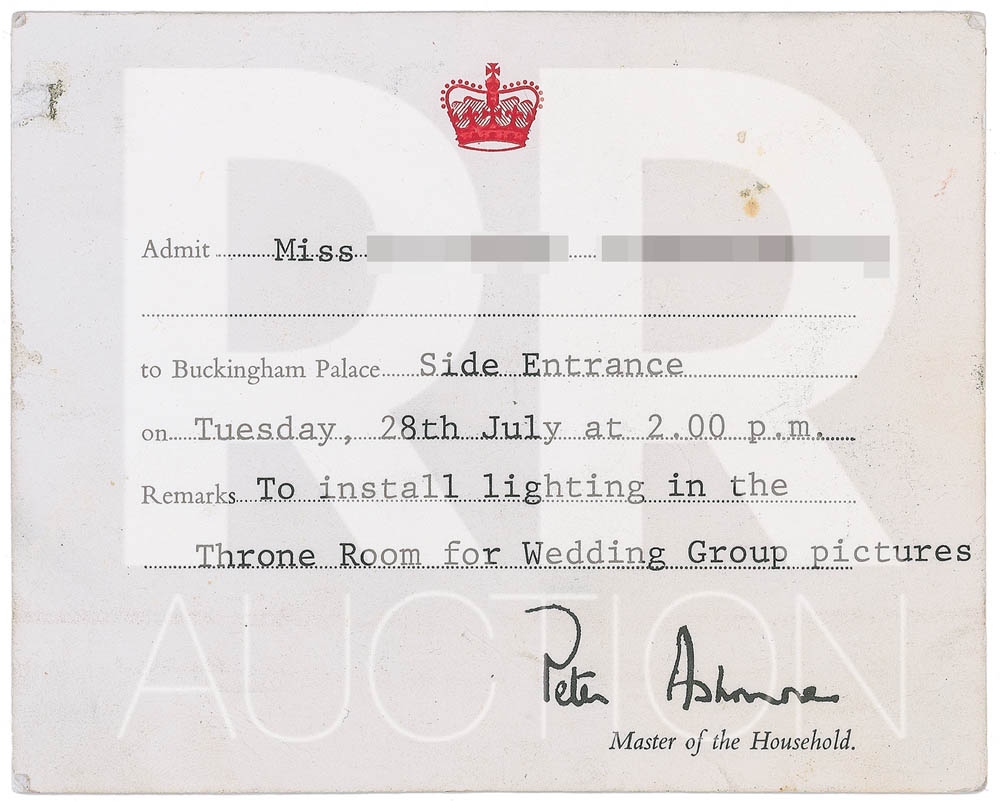 Admit Miss
to Buckingham Palace Side Entrance
on Tuesday, 28th July at 2.00 p.m.
Remarks To install lighting in the
Throne Room for Wedding Group pictures
Peter Ashmore
Master of the Household.
RR
AUCTION